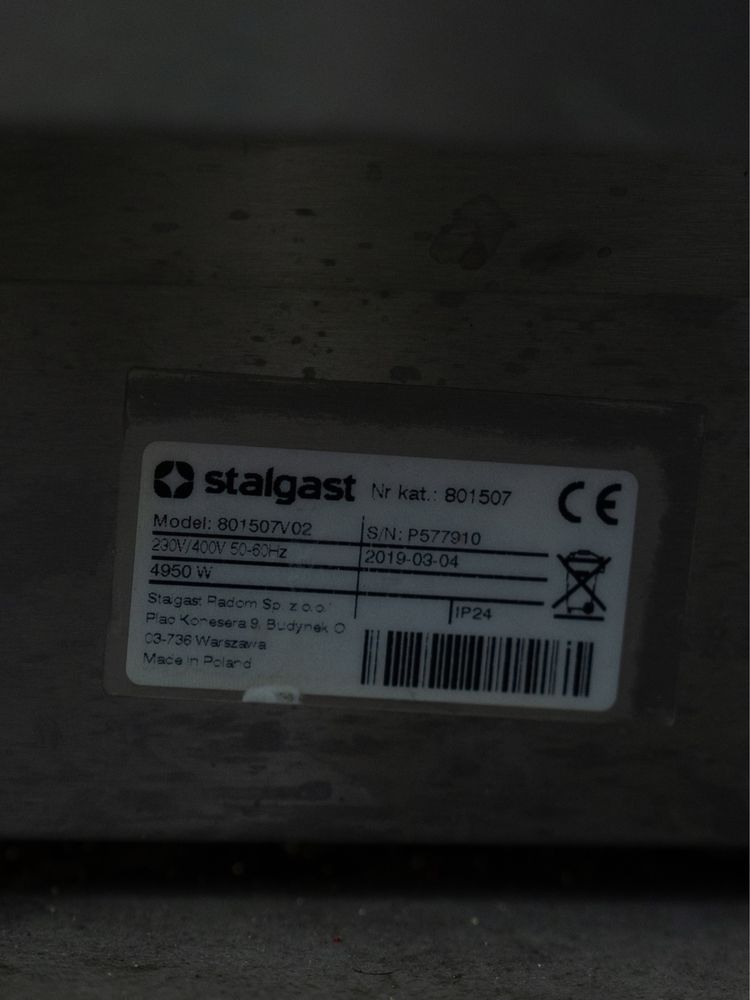 stalgast Nr kat.: 801507
Model: 801507V02 S/N: P577910
230V/400V 50-60Hz 2019-03-04
4950 W
IP24
Stalgast Radom Sp. z o.o.
Plac Konesera 9, Budynek O
03-736 Warszawa
Made in Poland
CE